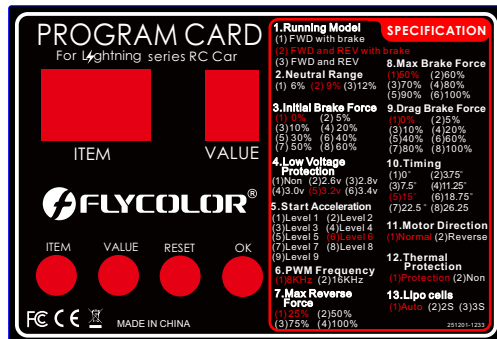 PROGRAM CARD
For Lightning series RC Car
ITEM VALUE
FLYCOLOR®
ITEM VALUE RESET OK
FC CE MADE IN CHINA
SPECIFICATION
1.Running Model
(1) FWD with brake
(2) FWD and REV with brake
(3) FWD and REV
2.Neutral Range
(1) 6% (2) 9% (3)12%
3.Initial Brake Force
(1) 0% (2) 5%
(3)10% (4) 20%
(5) 30% (6) 40%
(7) 50% (8) 60%
4.Low Voltage
Protection
(1)Non (2)2.6v (3)2.8v
(4)3.0v (5)3.2v (6)3.4v
5.Start Acceleration
(1)Level 1 (2)Level 2
(3)Level 3 (4)Level 4
(5)Level 5 (6)Level 6
(7)Level 7 (8)Level 8
(9)Level 9
6.PWM Frequency
(1)8KHz (2)16KHz
7.Max Reverse
Force
(1) 25% (2)50%
(3)75% (4)100%
8.Max Brake Force
(1)50% (2)60%
(3)70% (4)80%
(5)90% (6)100%
9.Drag Brake Force
(1)0% (2)5%
(3)10% (4)20%
(5)40% (6)60%
(7)80% (8)100%
10.Timing
(1)0° (2)3.75°
(3)7.5° (4)11.25°
(5)15° (6)18.75°
(7)22.5° (8)26.25
11.Motor Direction
(1)Normal (2)Reverse
12.Thermal
Protection
(1)Protection (2)Non
13.Lipo cells
(1)Auto (2)2S (3)3S
251201-1233